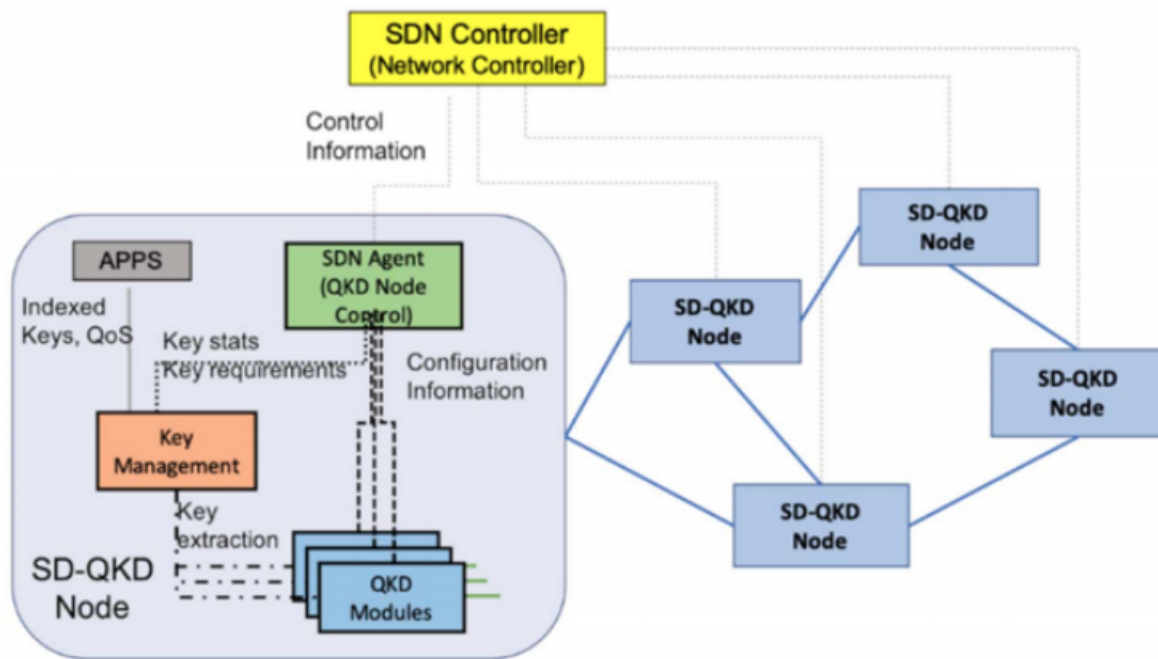 SDN Controller
(Network Controller)
Control
Information
APPS
SDN Agent
(QKD Node
Control)
Indexed
Keys, QoS
Key stats
Key requirements
Configuration
Information
Key
Management
Key
extraction
SD-QKD
Node
QKD
Modules
SD-QKD
Node
SD-QKD
Node
SD-QKD
Node
SD-QKD
Node